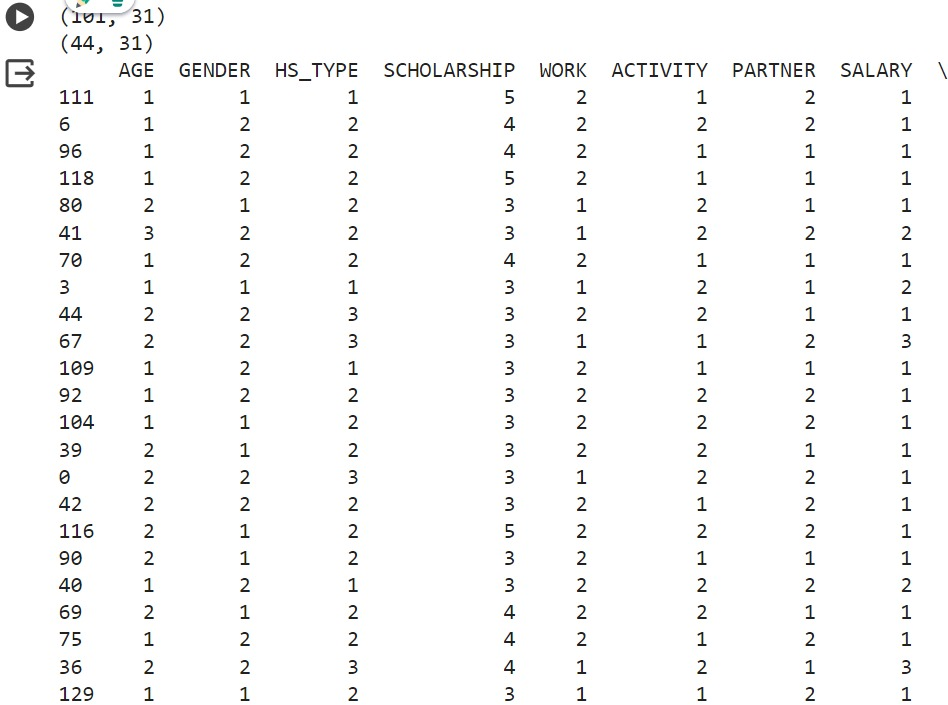 (101, 31)
(44, 31)
AGE GENDER HS_TYPE SCHOLARSHIP WORK ACTIVITY PARTNER SALARY \
111 1 1 1 5 2 1 2 1
6 1 2 2 4 2 2 2 1
96 1 2 2 4 2 1 1 1
118 1 2 2 5 2 1 1 1
80 2 1 2 3 1 2 1 1
41 3 2 2 3 1 2 2 2
70 1 2 2 4 2 1 1 1
3 1 1 1 3 1 2 1 2
44 2 2 3 3 2 2 1 1
67 2 2 3 3 1 1 2 3
109 1 2 1 3 2 1 1 1
92 1 2 2 3 2 2 2 1
104 1 1 2 3 2 2 2 1
39 2 1 2 3 2 2 1 1
0 2 2 3 3 1 2 2 1
42 2 2 2 3 2 1 2 1
116 2 1 2 5 2 2 2 1
90 2 1 2 3 2 1 1 1
40 1 2 1 3 2 2 2 2
69 2 1 2 4 2 2 1 1
75 1 2 2 4 2 1 2 1
36 2 2 3 4 1 2 1 3
129 1 1 2 3 1 1 2 1